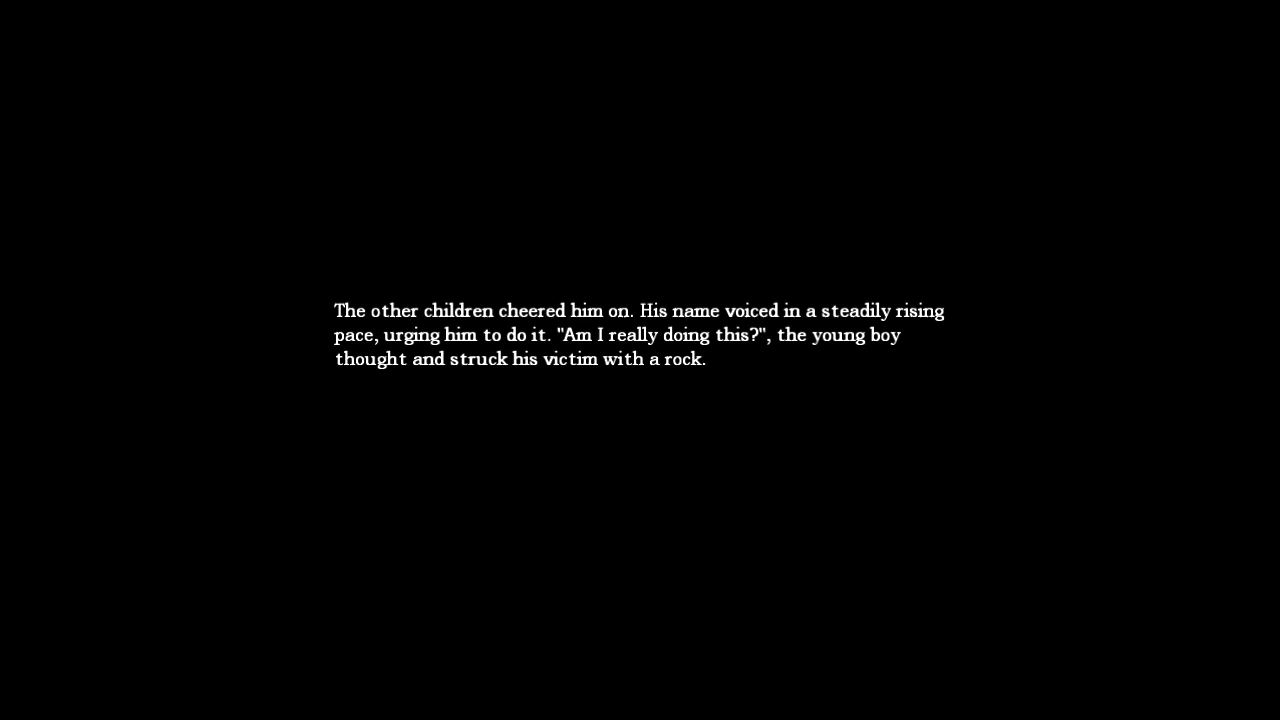 The other children cheered him on. His name voiced in a steadily rising
pace, urging him to do it. "Am I really doing this?", the young boy
thought and struck his victim with a rock.